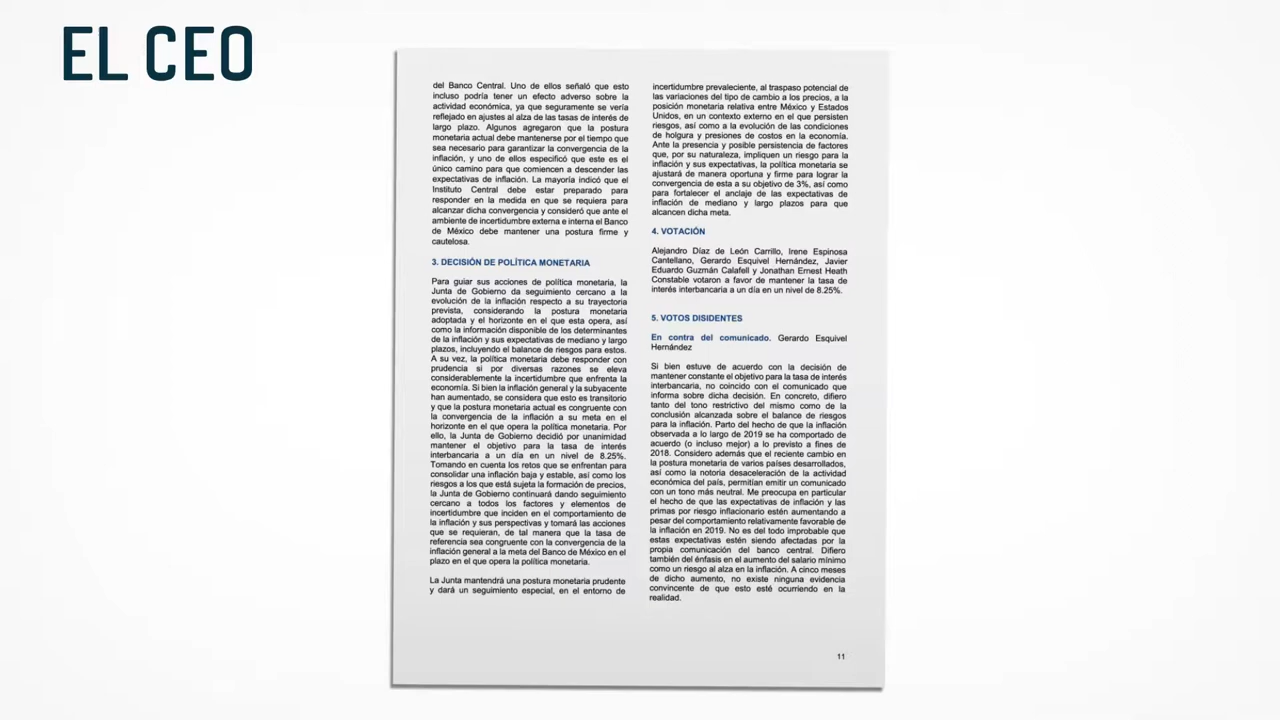 EL CEO
del Banco Central. Uno de ellos señaló que esto
incluso podría tener un efecto adverso sobre la
actividad económica, ya que seguramente se vería
reflejado en ajustes al alza de las tasas de interés de
largo plazo. Algunos agregaron que la postura
monetaria actual debe mantenerse por el tiempo que
sea necesario para garantizar la convergencia de la
inflación, y uno de ellos especificó que este es el
único camino para que comiencen a descender las
expectativas de inflación. La mayoría indicó que el
Instituto Central debe estar preparado para
responder en la medida en que se requiera para
alcanzar dicha convergencia y consideró que ante el
ambiente de incertidumbre externa e interna el Banco
de México debe mantener una postura firme y
cautelosa.
3. DECISIÓN DE POLÍTICA MONETARIA
Para guiar sus acciones de política monetaria, la
Junta de Gobierno da seguimiento cercano a la
evolución de la inflación respecto a su trayectoria
prevista, considerando la postura monetaria
adoptada y el horizonte en el que esta opera, así
como la información disponible de los determinantes
de la inflación y sus expectativas de mediano y largo
plazos, incluyendo el balance de riesgos para estos.
A su vez, la política monetaria debe responder con
prudencia si por diversas razones se eleva
considerablemente la incertidumbre que enfrenta la
economía. Si bien la inflación general y la subyacente
han aumentado, se considera que esto es transitorio
y que la postura monetaria actual es congruente con
la convergencia de la inflación a su meta en el
horizonte en el que opera la política monetaria. Por
ello, la Junta de Gobierno decidió por unanimidad
mantener el objetivo para la tasa de interés
interbancaria a un día en un nivel de 8.25%.
Tomando en cuenta los retos que se enfrentan para
consolidar una inflación baja y estable, así como los
riesgos a los que está sujeta la formación de precios,
la Junta de Gobierno continuará dando seguimiento
cercano a todos los factores y elementos de
incertidumbre que inciden en el comportamiento de
la inflación y sus perspectivas y tomará las acciones
que se requieran, de tal manera que la tasa de
referencia sea congruente con la convergencia de la
inflación general a la meta del Banco de México en el
plazo en el que opera la política monetaria.
La Junta mantendrá una postura monetaria prudente
y dará un seguimiento especial, en el entorno de
incertidumbre prevaleciente, al traspaso potencial de
las variaciones del tipo de cambio a los precios, a la
posición monetaria relativa entre México y Estados
Unidos, en un contexto externo en el que persisten
riesgos, así como a la evolución de las condiciones
de holgura y presiones de costos en la economía.
Ante la presencia y posible persistencia de factores
que, por su naturaleza, impliquen un riesgo para la
inflación y sus expectativas, la política monetaria se
ajustará de manera oportuna y firme para lograr la
convergencia de esta a su objetivo de 3%, así como
para fortalecer el anclaje de las expectativas de
inflación de mediano y largo plazos para que
alcancen dicha meta.
4. VOTACIÓN
Alejandro Díaz de León Carrillo, Irene Espinosa
Cantellano, Gerardo Esquivel Hernández, Javier
Eduardo Guzmán Calafell y Jonathan Ernest Heath
Constable votaron a favor de mantener la tasa de
interés interbancaria a un día en un nivel de 8.25%.
5. VOTOS DISIDENTES
En contra del comunicado. Gerardo Esquivel
Hernández
Si bien estuve de acuerdo con la decisión de
mantener constante el objetivo para la tasa de interés
interbancaria, no coincido con el comunicado que
informa sobre dicha decisión. En concreto, difiero
tanto del tono restrictivo del mismo como de la
conclusión alcanzada sobre el balance de riesgos
para la inflación. Parto del hecho de que la inflación
observada a lo largo de 2019 se ha comportado de
acuerdo (o incluso mejor) a lo previsto a fines de
2018. Considero además que el reciente cambio en
la postura monetaria de varios países desarrollados,
así como la notoria desaceleración de la actividad
económica del país, permitían emitir un comunicado
con un tono más neutral. Me preocupa en particular
el hecho de que las expectativas de inflación y las
primas por riesgo inflacionario estén aumentando a
pesar del comportamiento relativamente favorable de
la inflación en 2019. No es del todo improbable que
estas expectativas estén siendo afectadas por la
propia comunicación del banco central. Difiero
también del énfasis en el aumento del salario mínimo
como un riesgo al alza en la inflación. A cinco meses
de dicho aumento, no existe ninguna evidencia
convincente de que esto esté ocurriendo en la
realidad.
11